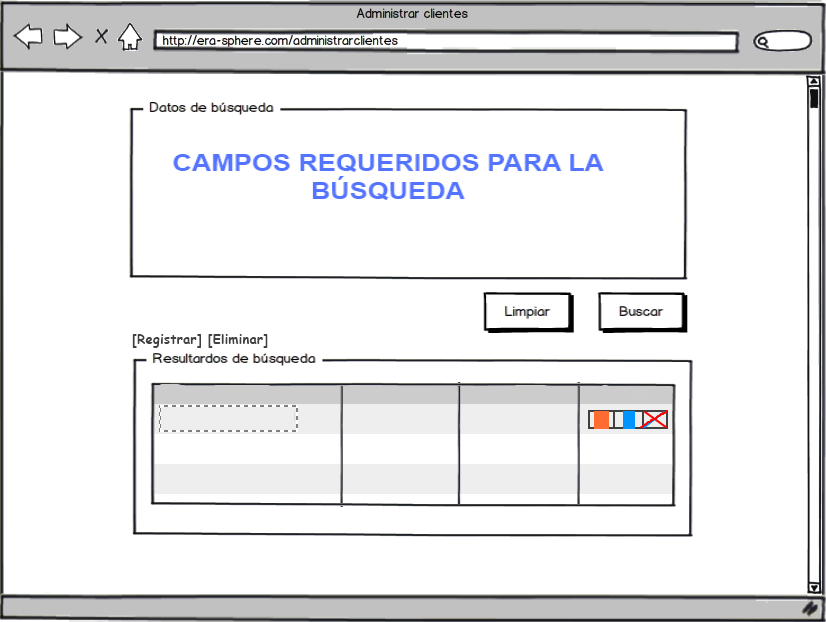 Administrar clientes
http://era-sphere.com/administrarclientes
Datos de búsqueda
CAMPOS REQUERIDOS PARA LA
BÚSQUEDA
Limpiar
Buscar
[Registrar] [Eliminar]
Resultardos de búsqueda